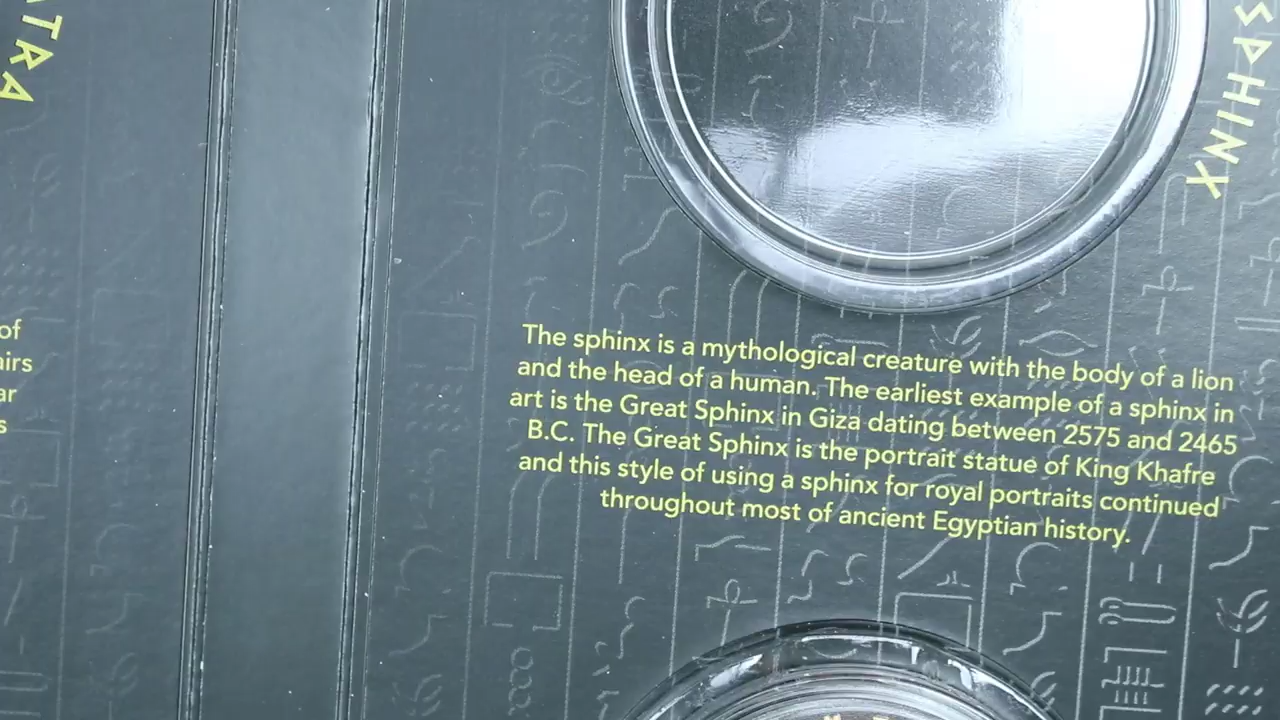 SPHINX
The sphinx is a mythological creature with the body of a lion
and the head of a human. The earliest example of a sphinx in
art is the Great Sphinx in Giza dating between 2575 and 2465
B.C. The Great Sphinx is the portrait statue of King Khafre
and this style of using a sphinx for royal portraits continued
throughout most of ancient Egyptian history.
of